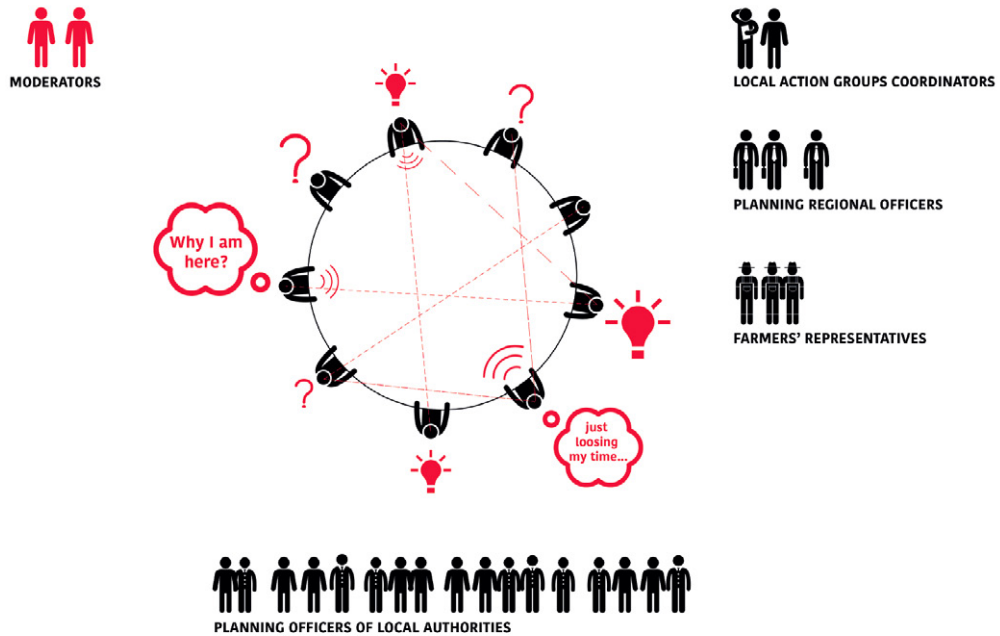 MODERATORS
LOCAL ACTION GROUPS COORDINATORS
?
?
PLANNING REGIONAL OFFICERS
Why I am
here?
FARMERS' REPRESENTATIVES
?
just
loosing
my time...
PLANNING OFFICERS OF LOCAL AUTHORITIES